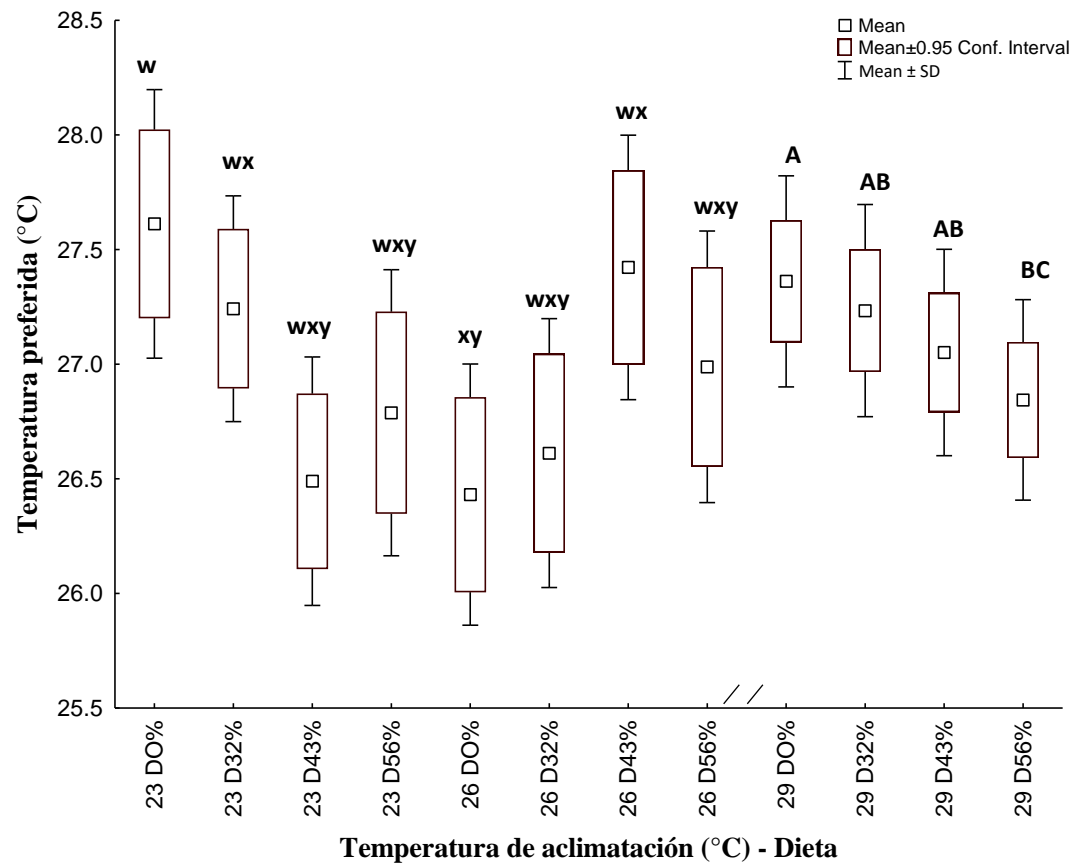 28.5
28.0
27.5
27.0
26.5
26.0
25.5
Temperatura preferida (°C)
Mean
Mean±0.95 Conf. Interval
Mean ± SD
w
wx
wxy
wxy
xy
wxy
wx
wxy
A
AB
AB
BC
23 DO%
23 D32%
23 D43%
23 D56%
26 DO%
26 D32%
26 D43%
26 D56%
29 DO%
29 D32%
29 D43%
29 D56%
Temperatura de aclimatación (°C) - Dieta